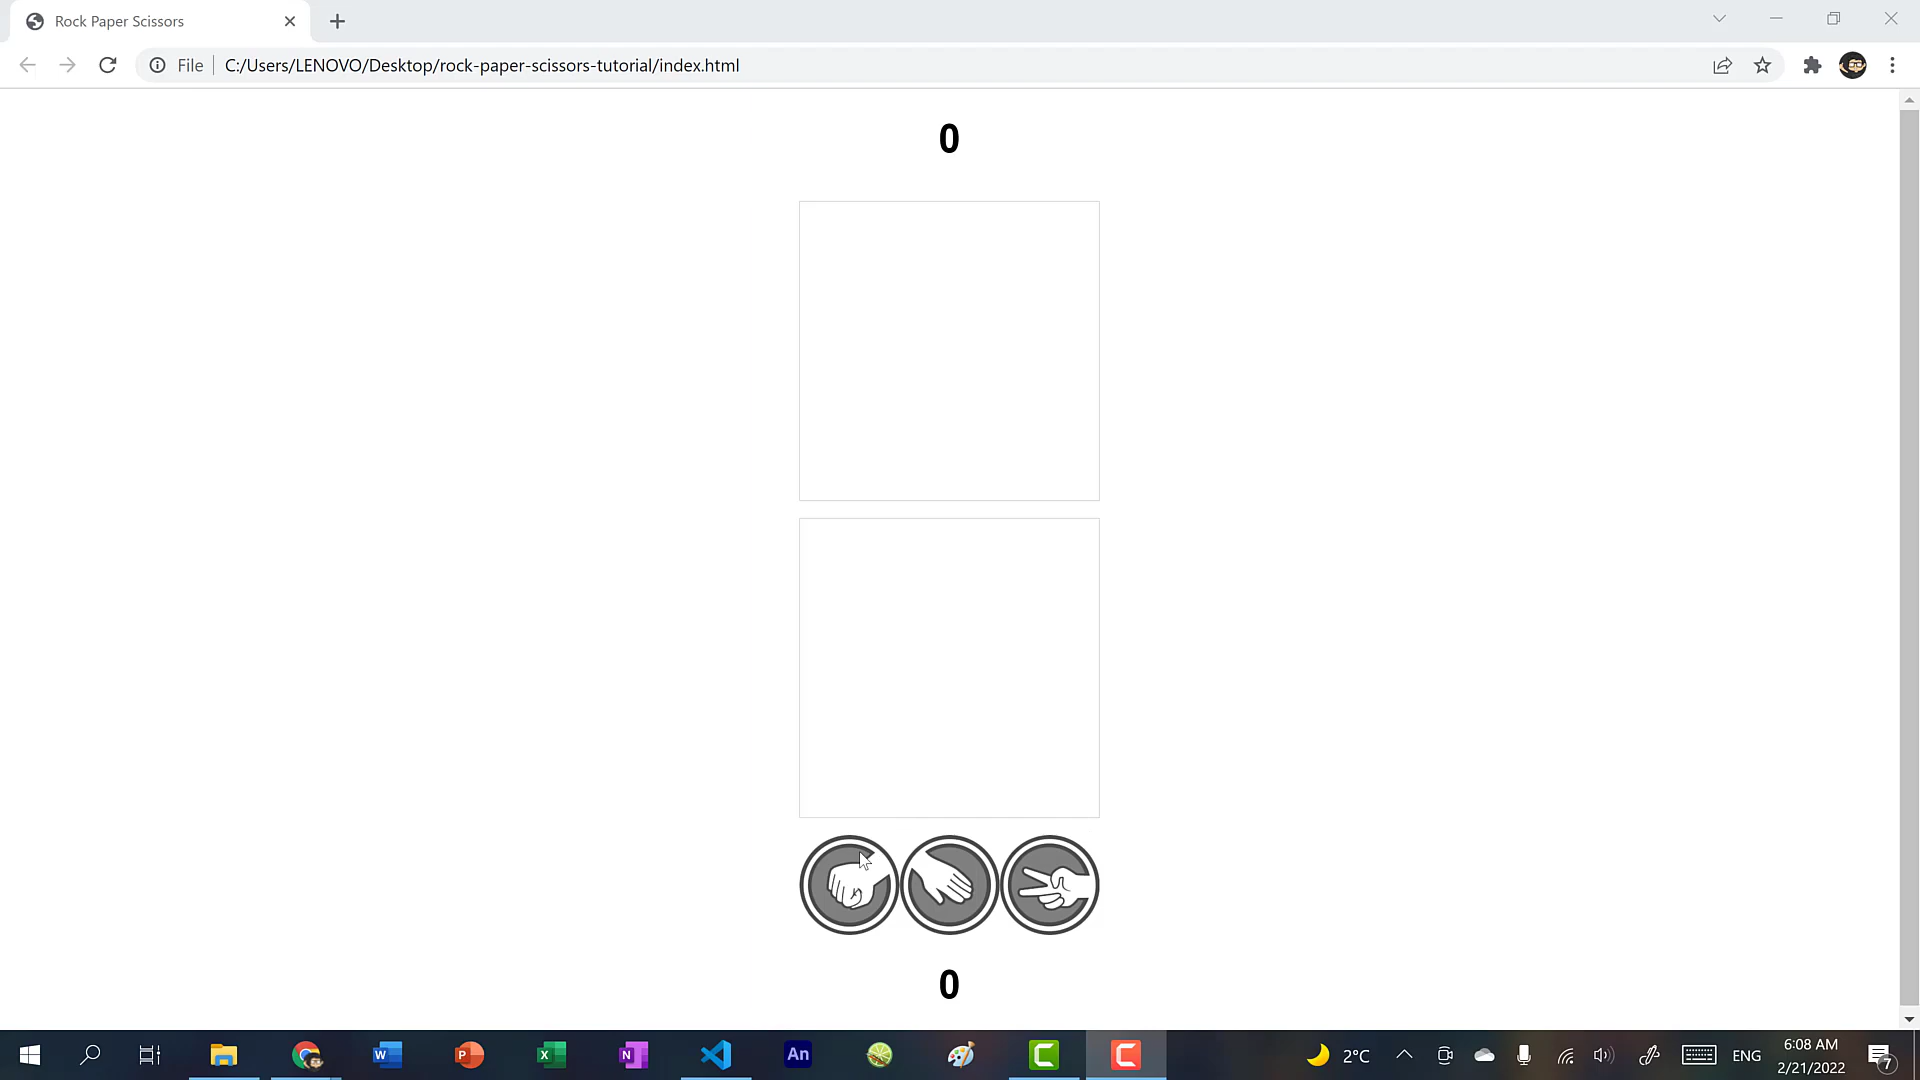 Rock Paper Scissors
File
C:/Users/LENOVO/Desktop/rock-paper-scissors-tutorial/index.html
0
0
W
P
X
N
An
C
C
2°C
ENG
6:08 AM
2/21/2022
7